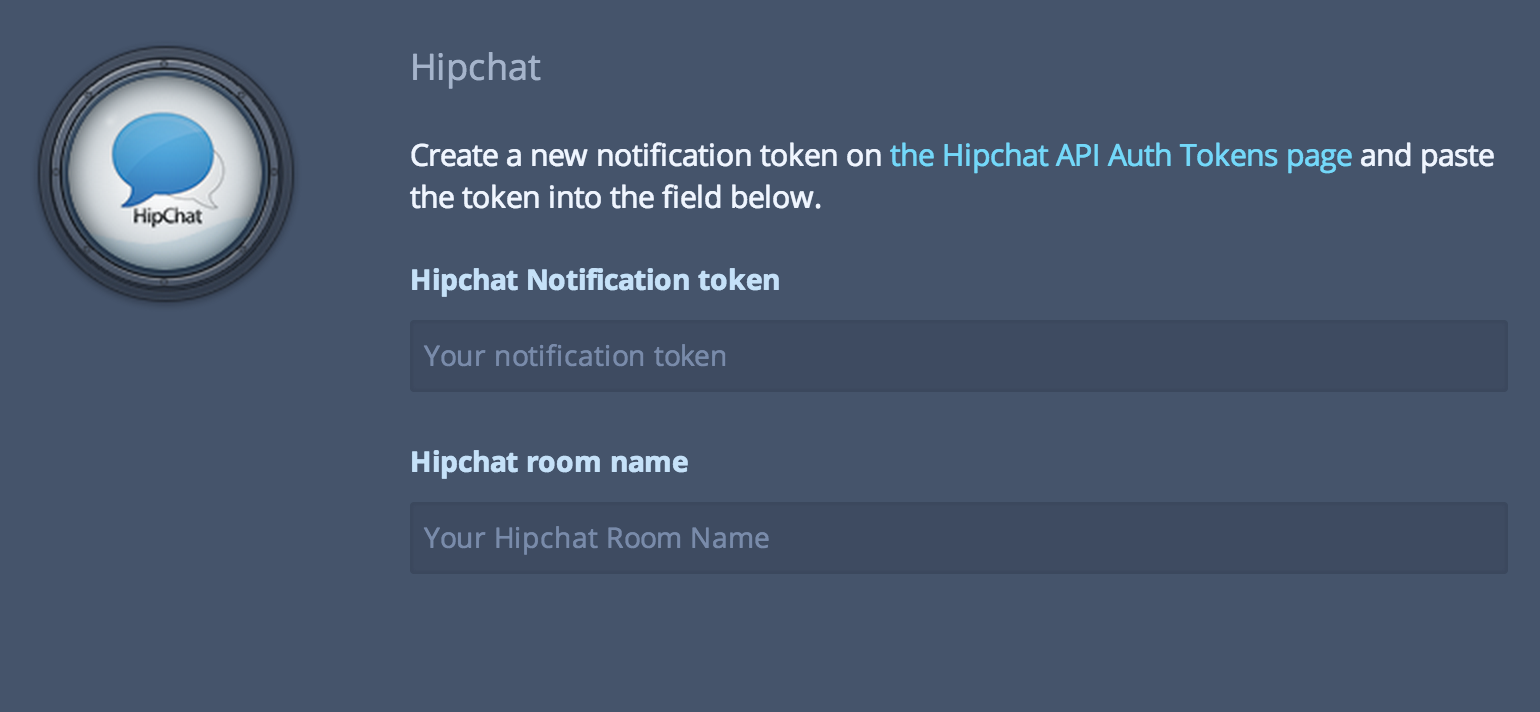 Hipchat
HipChat
Create a new notification token on the Hipchat API Auth Tokens page and paste
the token into the field below.
Hipchat Notification token
Your notification token
Hipchat room name
Your Hipchat Room Name